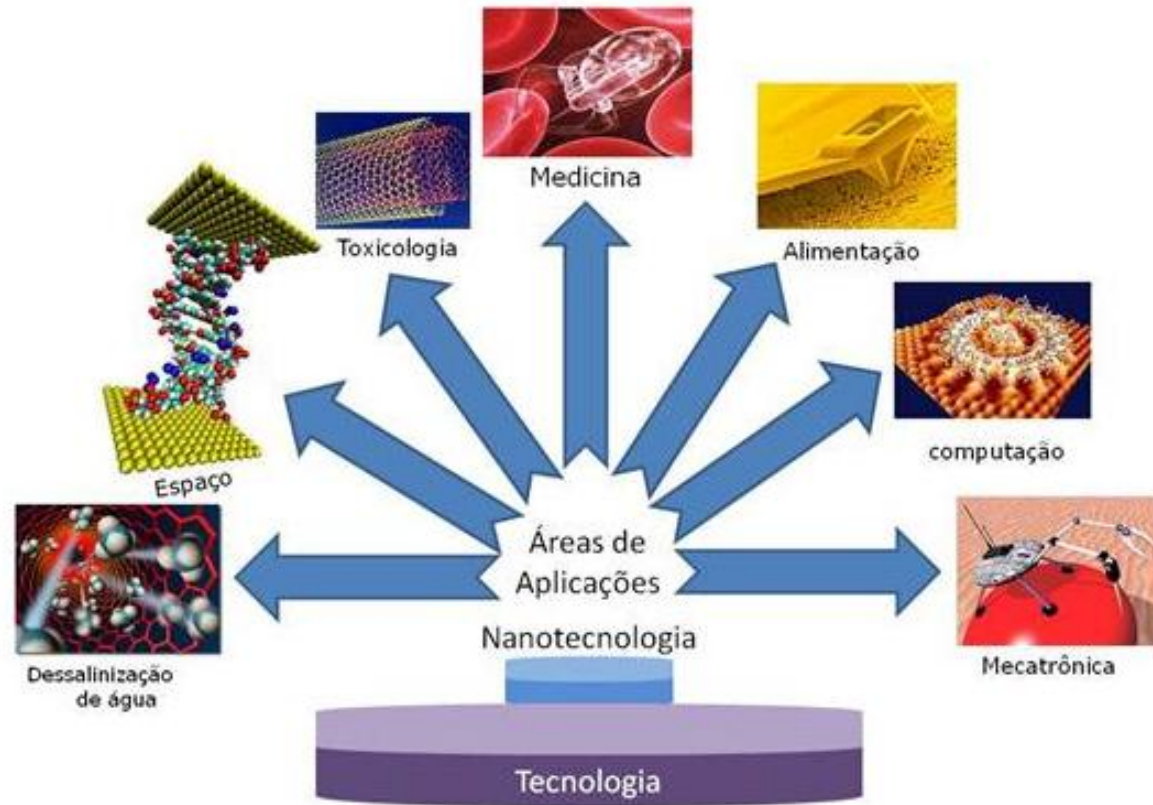 Medicina
Toxicologia
Alimentação
Espaço
computação
Dessalinização
de água
Áreas de
Aplicações
Mecatrônica
Nanotecnologia
Tecnologia